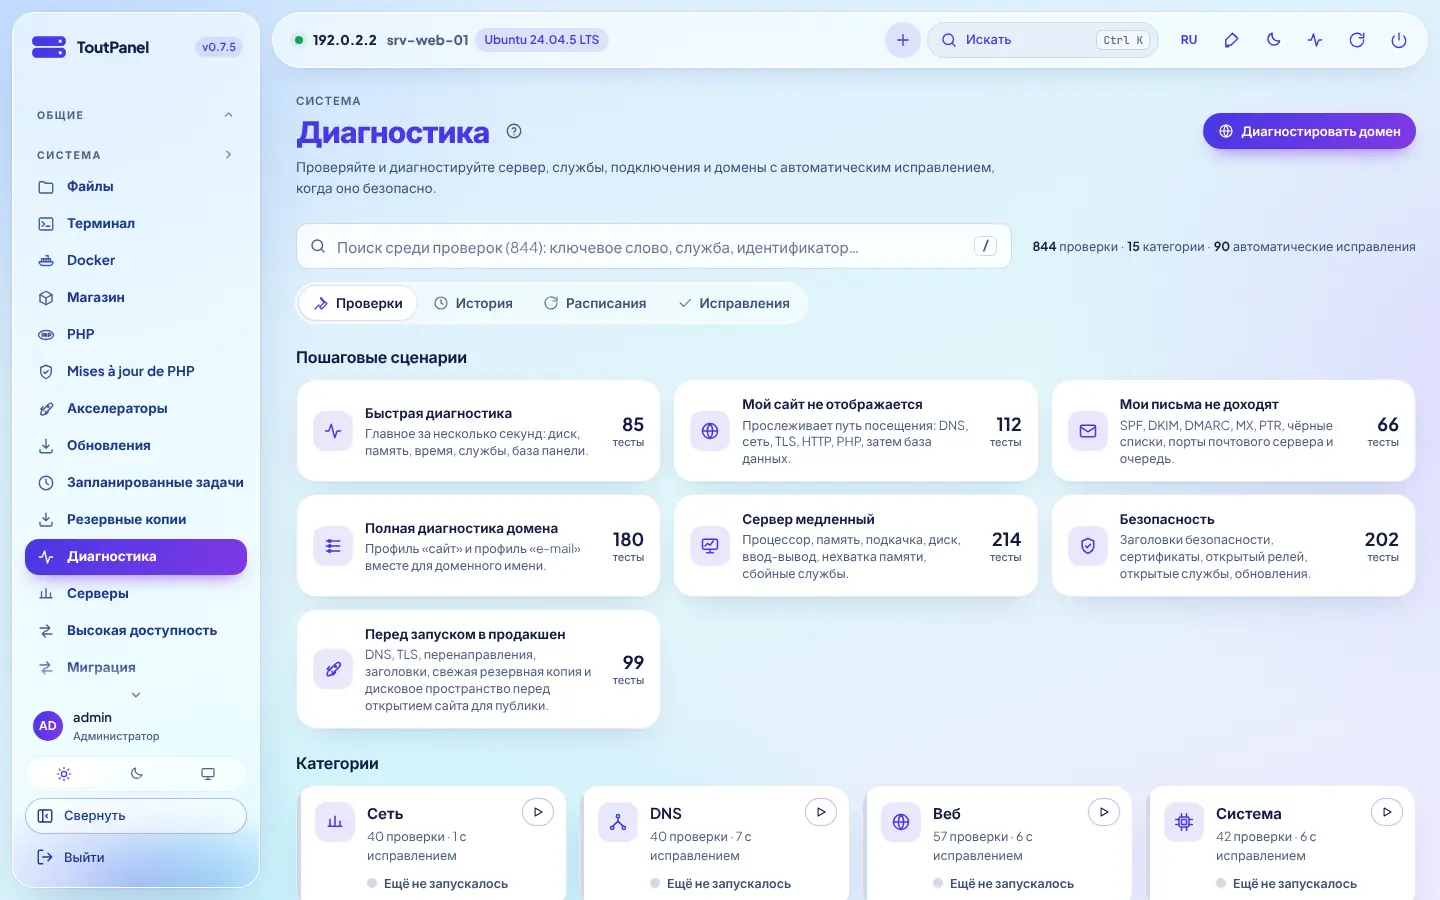 ToutPanel
v0.7.5
ОБЩИЕ
СИСТЕМА
Файлы
Терминал
Docker
Магазин
PHP
Mises à jour de PHP
Акселераторы
Обновления
Запланированные задачи
Резервные копии
Диагностика
Серверы
Высокая доступность
Миграция
AD
admin
Администратор
Свернуть
Выйти
192.0.2.2 srv-web-01 Ubuntu 24.04.5 LTS
Искать Ctrl K
RU
СИСТЕМА
Диагностика
Проверяйте и диагностируйте сервер, службы, подключения и домены с автоматическим исправлением,
когда оно безопасно.
Диагностировать домен
Поиск среди проверок (844): ключевое слово, служба, идентификатор... /
844 проверки · 15 категории · 90 автоматические исправления
Проверки История Расписания Исправления
Пошаговые сценарии
Быстрая диагностика
Главное за несколько секунд: диск,
память, время, службы, база панели.
85
тесты
Мой сайт не отображается
Прослеживает путь посещения: DNS,
сеть, TLS, HTTP, PHP, затем база
данных.
112
тесты
Мои письма не доходят
SPF, DKIM, DMARC, MX, PTR, чёрные
списки, порты почтового сервера и
очередь.
66
тесты
Полная диагностика домена
Профиль «сайт» и профиль «e-mail»
вместе для доменного имени.
180
тесты
Сервер медленный
Процессор, память, подкачка, диск,
ввод-вывод, нехватка памяти,
сбойные службы.
214
тесты
Безопасность
Заголовки безопасности,
сертификаты, открытый релей,
открытые службы, обновления.
202
тесты
Перед запуском в продакшен
DNS, TLS, перенаправления,
заголовки, свежая резервная копия и
дисковое пространство перед
открытием сайта для публики.
99
тесты
Категории
Сеть
40 проверки · 1 с
исправлением
Ещё не запускалось
DNS
40 проверки · 7 с
исправлением
Ещё не запускалось
Веб
57 проверки · 6 с
исправлением
Ещё не запускалось
Система
42 проверки · 6 с
исправлением
Ещё не запускалось